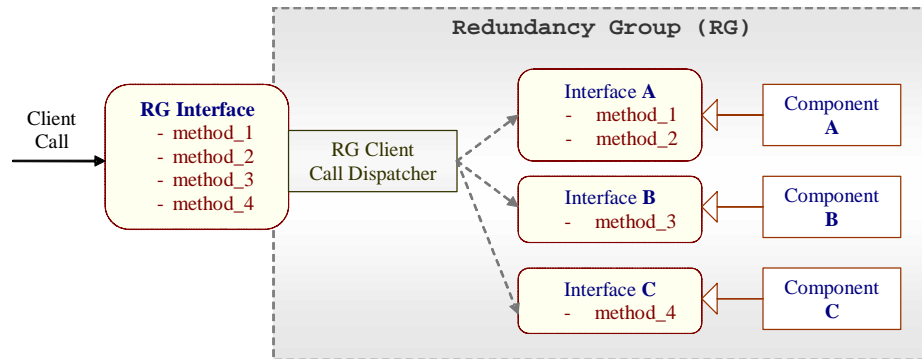 Redundancy Group (RG)
Client
Call
RG Interface
- method_1
- method_2
- method_3
- method_4
RG Client
Call Dispatcher
Interface A
- method_1
- method_2
Component
A
Interface B
- method_3
Component
B
Interface C
- method_4
Component
C